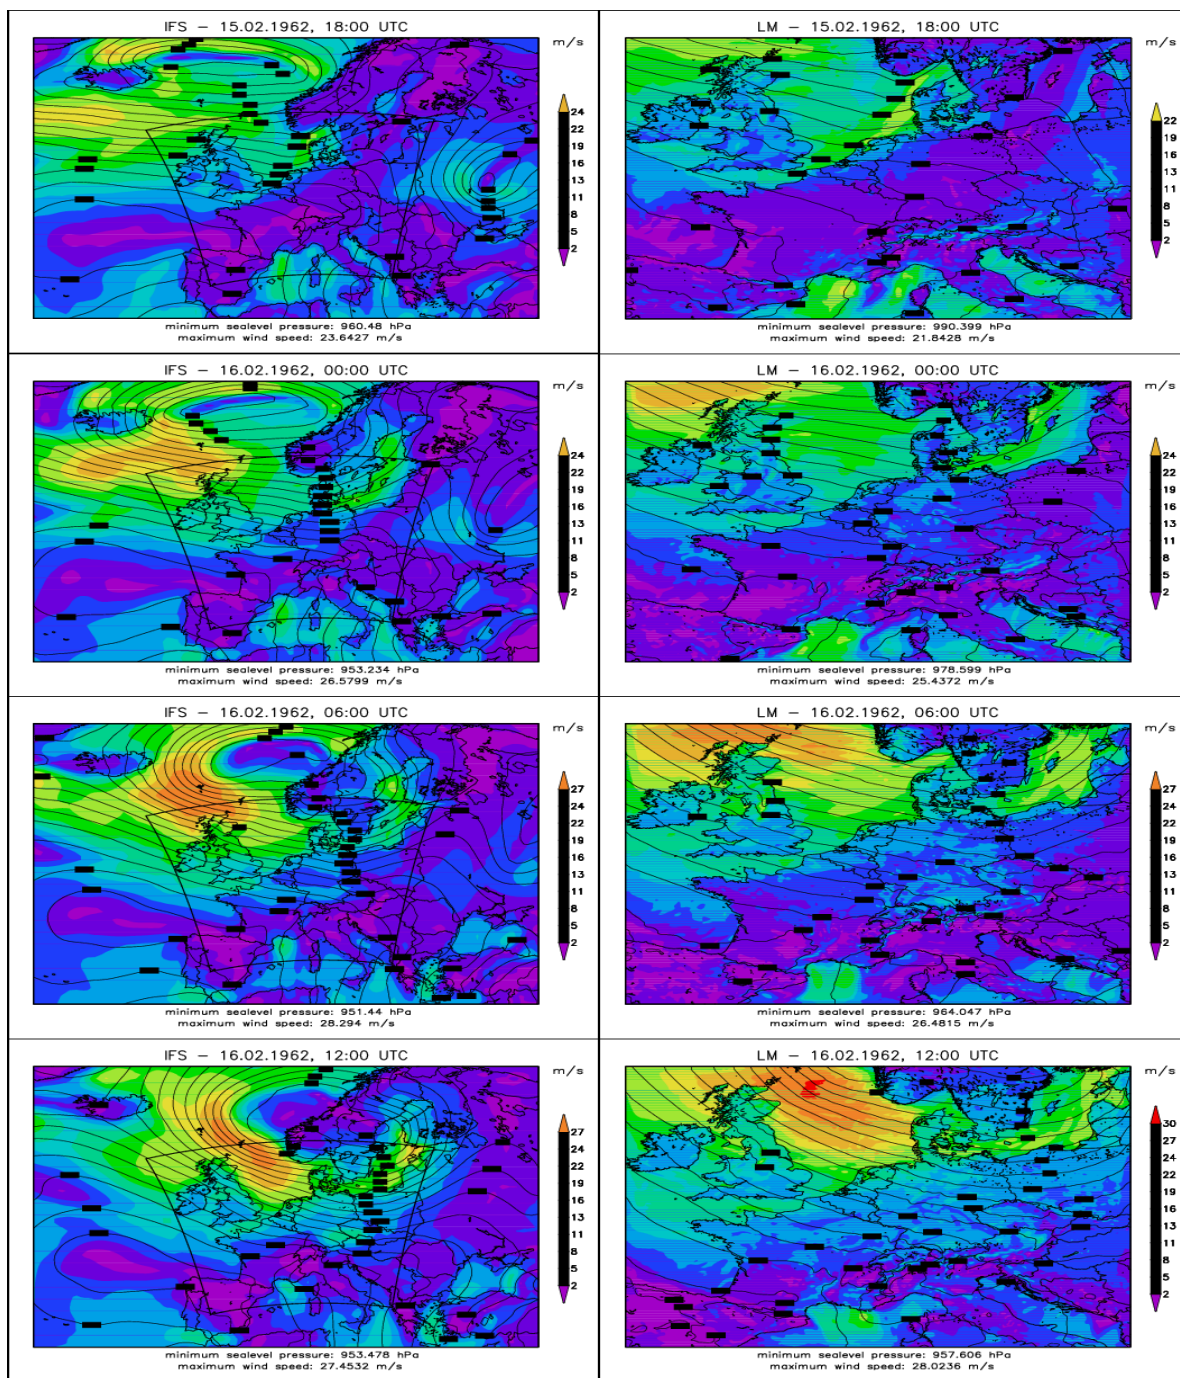 IFS – 15.02.1962, 18:00 UTC
m/s
24
22
19
16
13
11
8
5
2
minimum sealevel pressure: 960.48 hPa
maximum wind speed: 23.6427 m/s
LM – 15.02.1962, 18:00 UTC
m/s
22
19
16
13
11
8
5
2
minimum sealevel pressure: 990.399 hPa
maximum wind speed: 21.8428 m/s
IFS – 16.02.1962, 00:00 UTC
m/s
24
22
19
16
13
11
8
5
2
minimum sealevel pressure: 953.234 hPa
maximum wind speed: 26.5799 m/s
LM – 16.02.1962, 00:00 UTC
m/s
24
22
19
16
13
11
8
5
2
minimum sealevel pressure: 978.599 hPa
maximum wind speed: 25.4372 m/s
IFS – 16.02.1962, 06:00 UTC
m/s
27
24
22
19
16
13
11
8
5
2
minimum sealevel pressure: 951.44 hPa
maximum wind speed: 28.294 m/s
LM – 16.02.1962, 06:00 UTC
m/s
27
24
22
19
16
13
11
8
5
2
minimum sealevel pressure: 964.047 hPa
maximum wind speed: 26.4815 m/s
IFS – 16.02.1962, 12:00 UTC
m/s
27
24
22
19
16
13
11
8
5
2
minimum sealevel pressure: 953.478 hPa
maximum wind speed: 27.4532 m/s
LM – 16.02.1962, 12:00 UTC
m/s
30
27
24
22
19
16
13
11
8
5
2
minimum sealevel pressure: 957.606 hPa
maximum wind speed: 28.0236 m/s